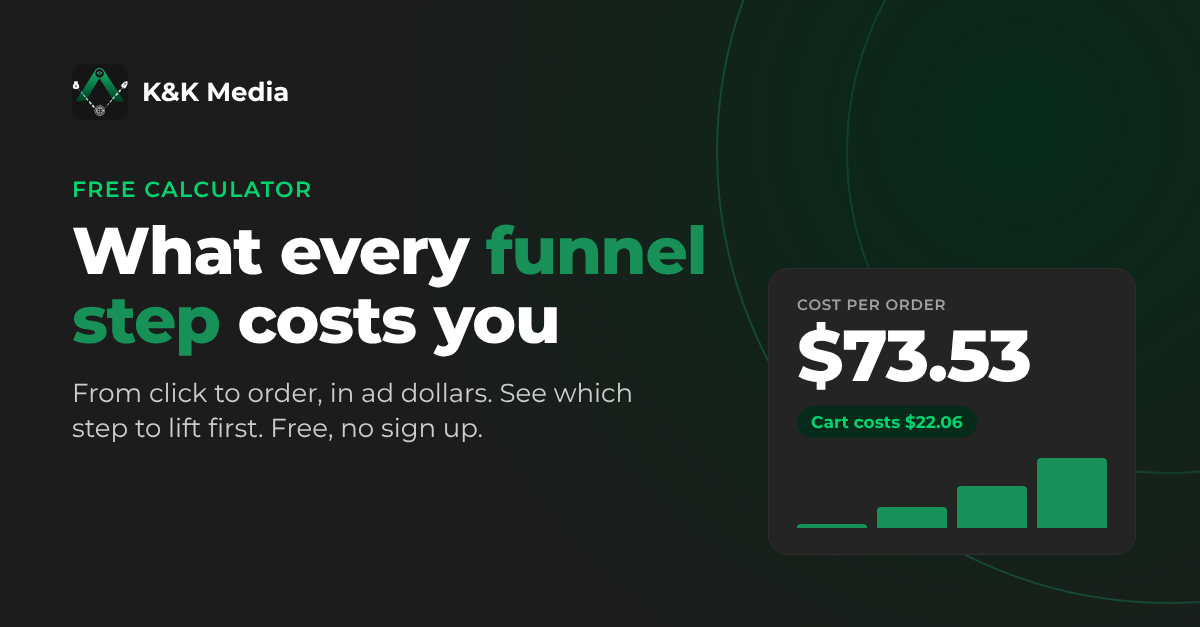 K&K Media
FREE CALCULATOR
What every funnel
step costs you
From click to order, in ad dollars. See which
step to lift first. Free, no sign up.
COST PER ORDER
$73.53
Cart costs $22.06